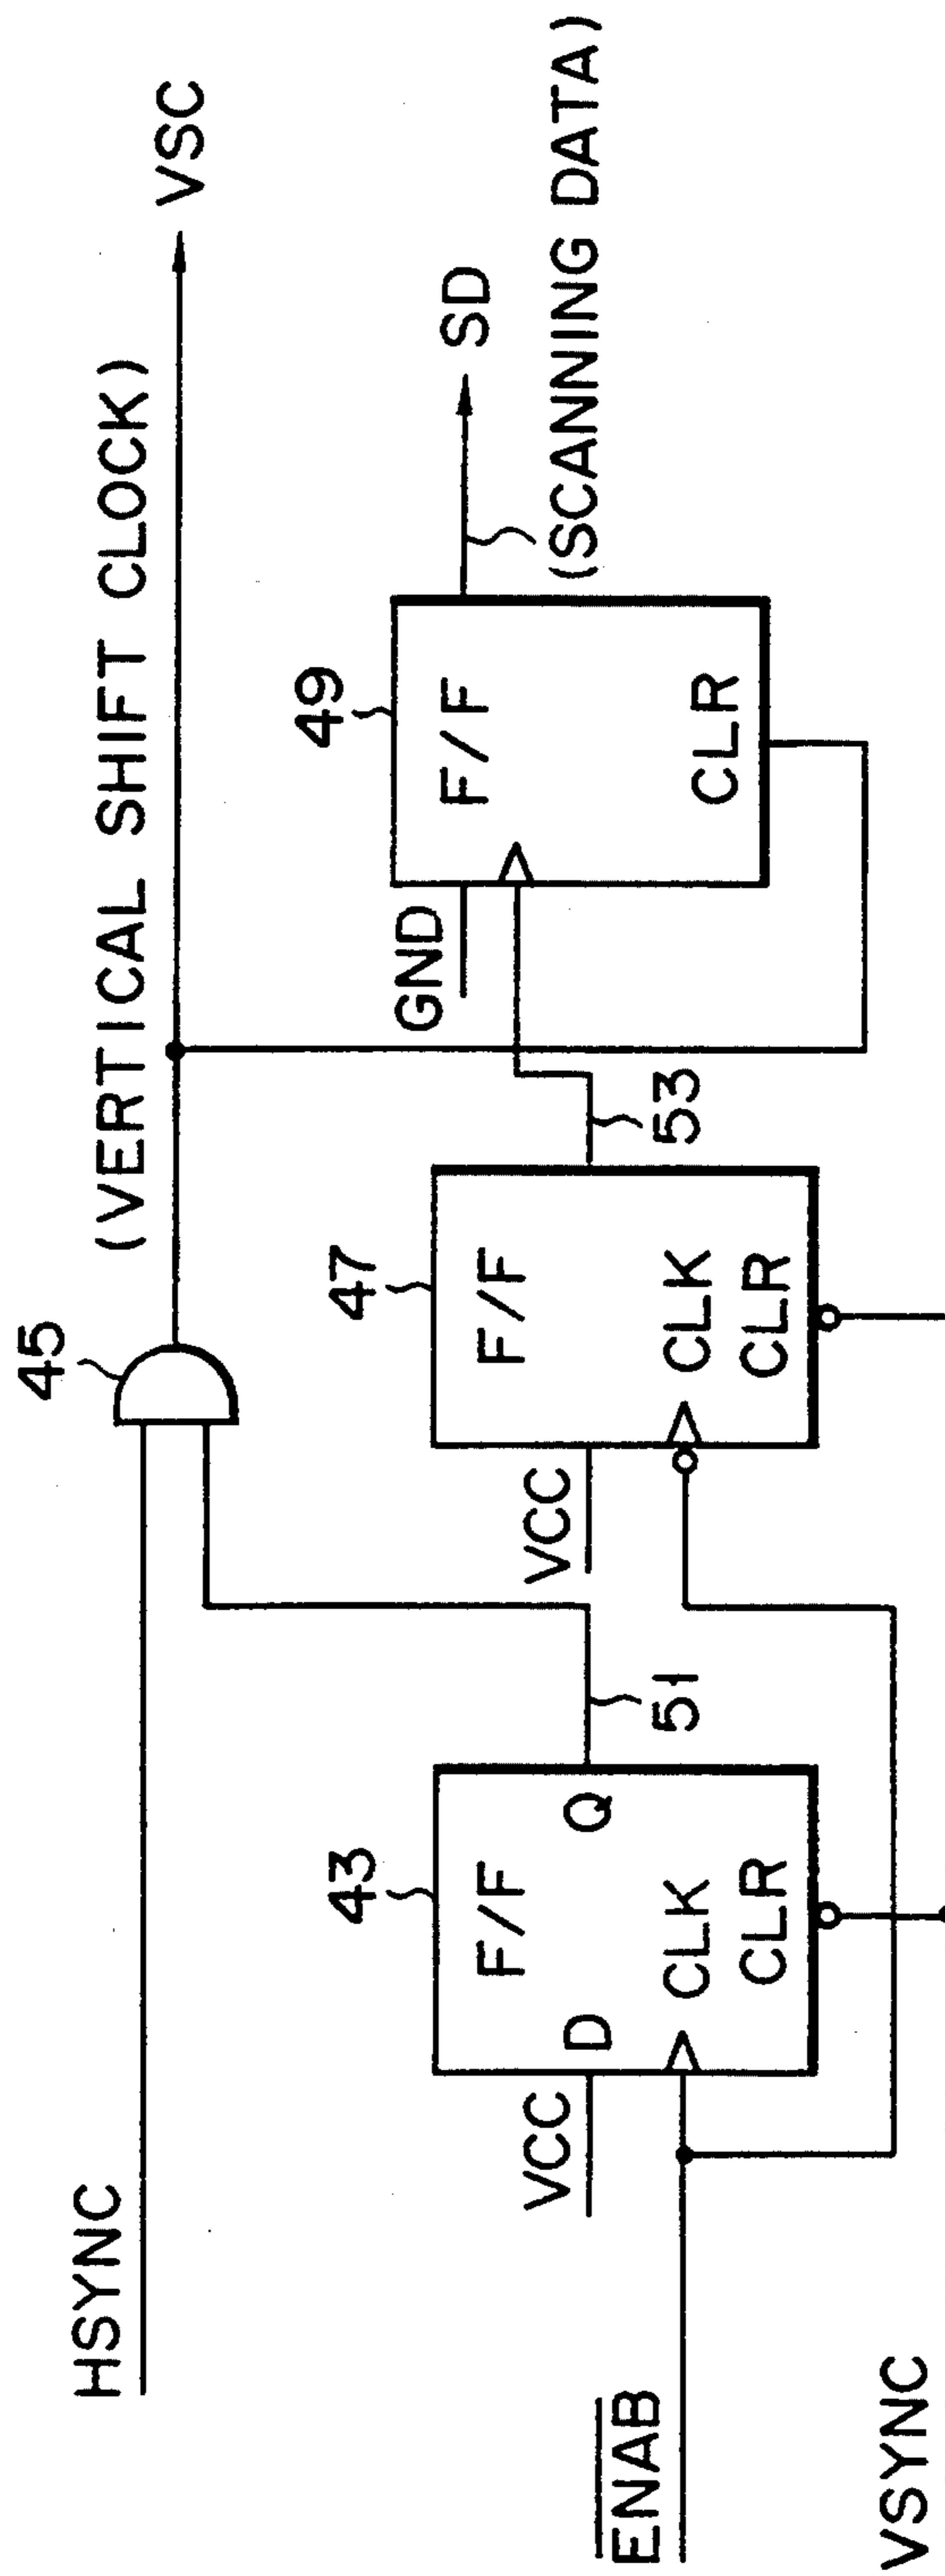 (VERTICAL SHIFT CLOCK)
HSYNC
45
VSC
43
F/F
D
Q
CLK
CLR
VCC
51
47
F/F
CLK
CLR
VCC
53
49
F/F
CLR
GND
SD
(SCANNING DATA)
E̅N̅A̅B̅
VSYNC